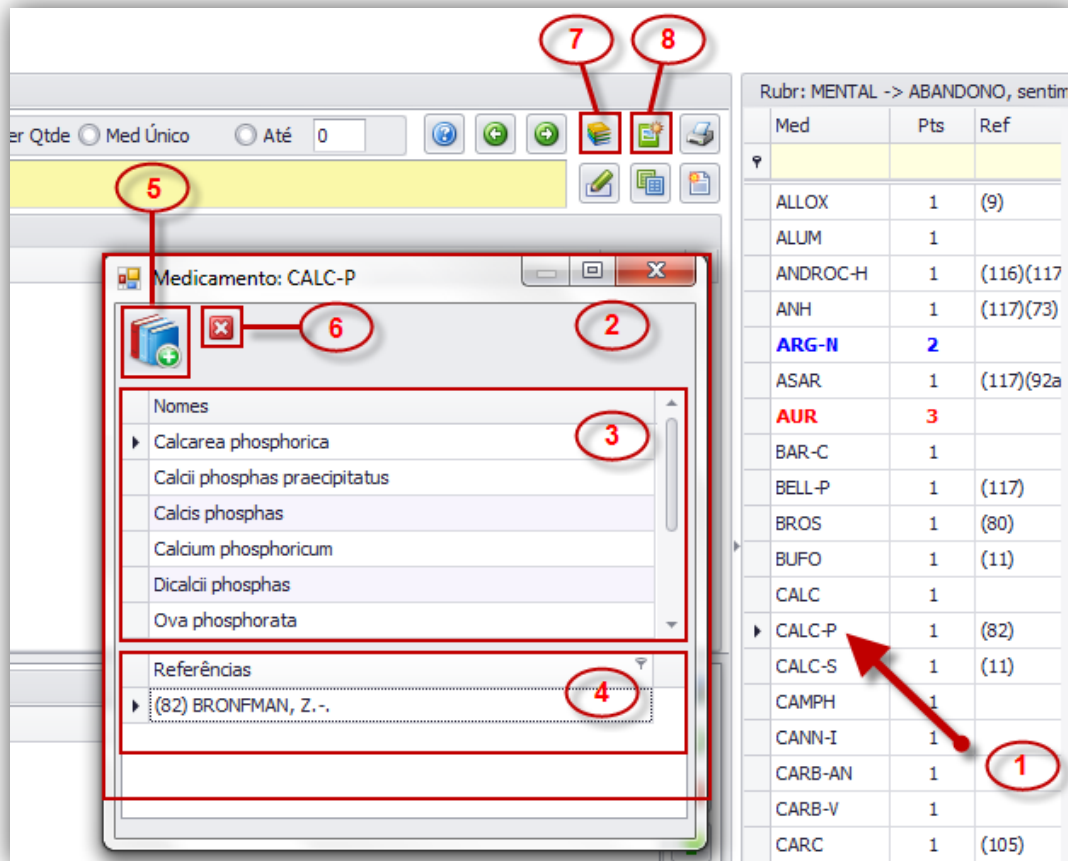 7
8
Rubr: MENTAL -> ABANDONO, sentim
er Qtde Med Único Até 0
Med Pts Ref
5
ALLOX 1 (9)
ALUM 1
ANDROC-H 1 (116)(117
ANH 1 (117)(73)
ARG-N 2
ASAR 1 (117)(92a
AUR 3
BAR-C 1
BELL-P 1 (117)
BROS 1 (80)
BUFO 1 (11)
CALC 1
CALC-P 1 (82)
CALC-S 1 (11)
CAMPH 1
CANN-I 1
CARB-AN 1
CARB-V 1
CARC 1 (105)
1
Medicamento: CALC-P
6
2
Nomes
Calcarea phosphorica
3
Calcii phosphas praecipitatus
Calcis phosphas
Calcium phosphoricum
Dicalcii phosphas
Ova phosphorata
Referências
4
(82) BRONFMAN, Z.-.